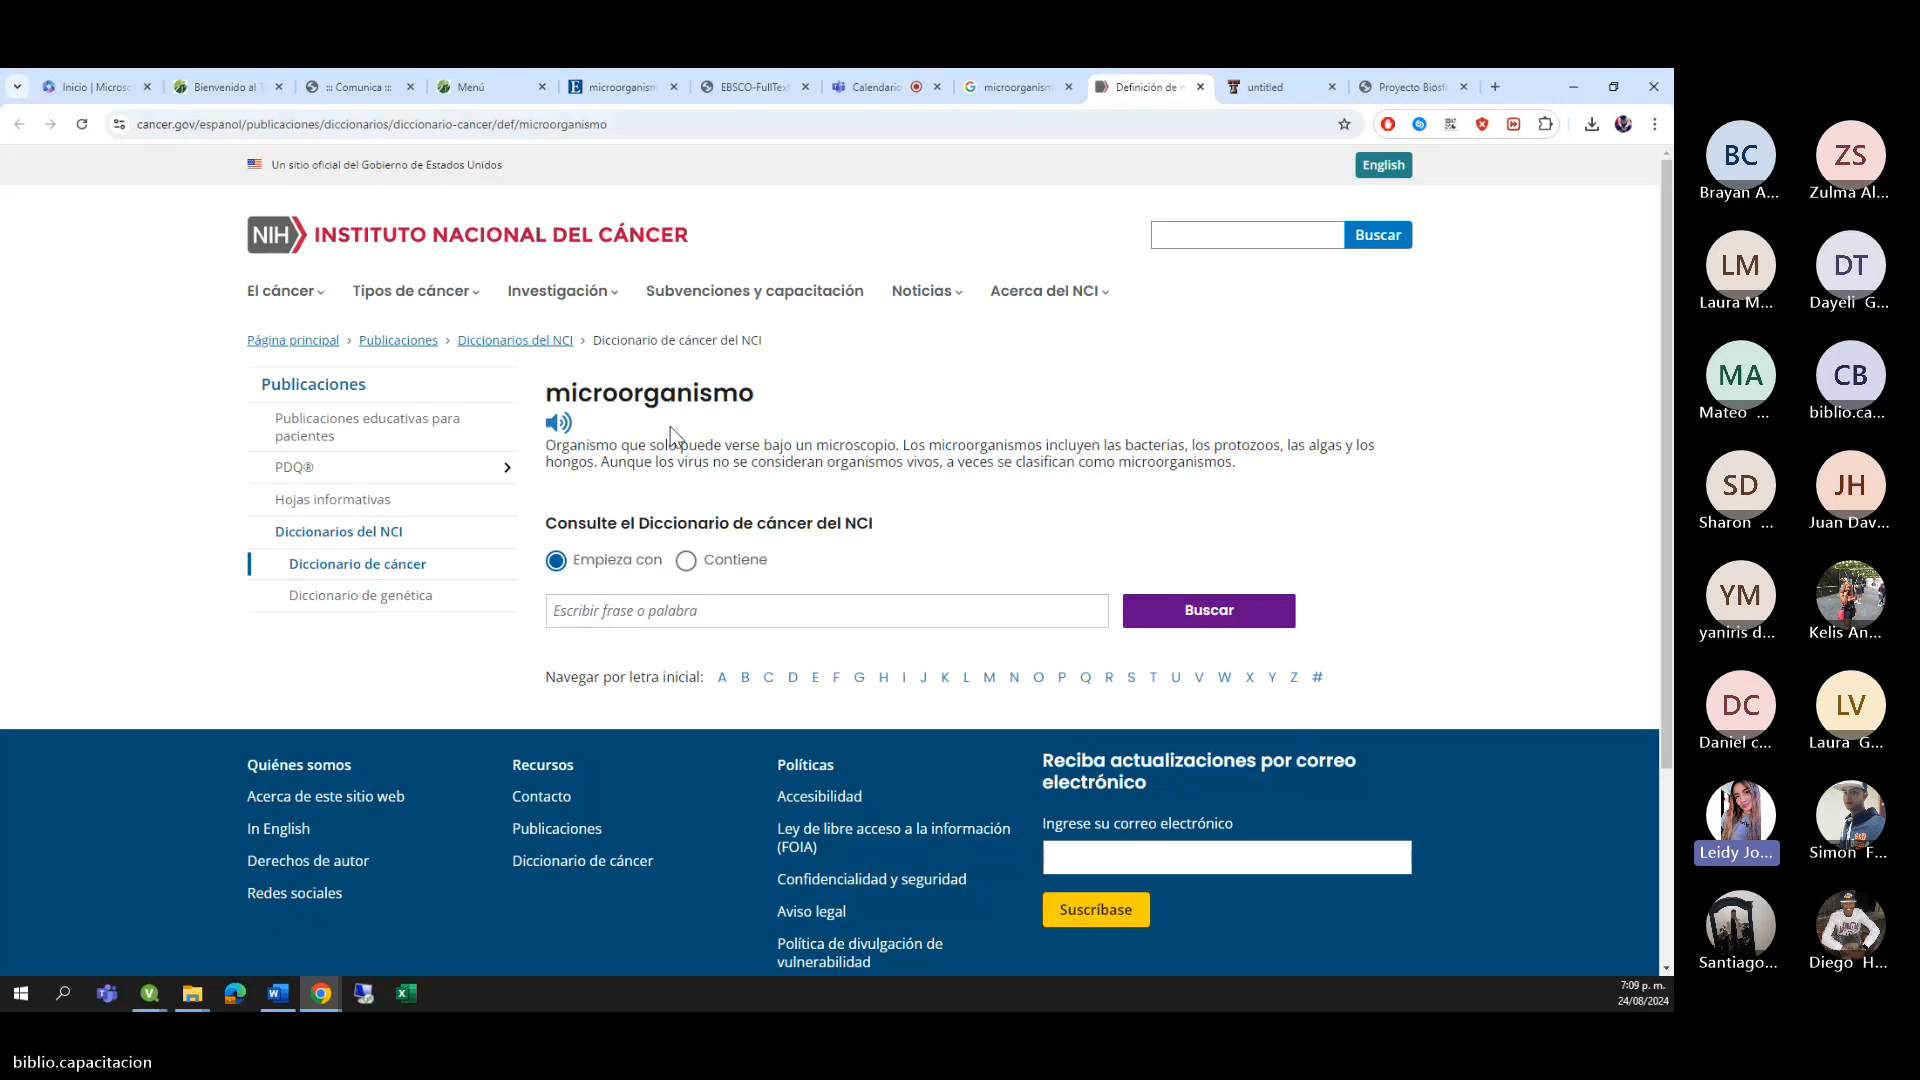 Inicio | Micros
Bienvenido al T
::: Comunica :::
Menú
microorganism
EBSCO-FullTex
Calendario
microorganism
Definición de
untitled
Proyecto Biosf
cancer.gov/espanol/publicaciones/diccionarios/diccionario-cancer/def/microorganismo
Un sitio oficial del Gobierno de Estados Unidos
English
NIH INSTITUTO NACIONAL DEL CÁNCER
Buscar
El cáncer
Tipos de cáncer
Investigación
Subvenciones y capacitación
Noticias
Acerca del NCI
Página principal › Publicaciones › Diccionarios del NCI › Diccionario de cáncer del NCI
Publicaciones
Publicaciones educativas para
pacientes
PDQ®
Hojas informativas
Diccionarios del NCI
Diccionario de cáncer
Diccionario de genética
microorganismo
Organismo que solo puede verse bajo un microscopio. Los microorganismos incluyen las bacterias, los protozoos, las algas y los
hongos. Aunque los virus no se consideran organismos vivos, a veces se clasifican como microorganismos.
Consulte el Diccionario de cáncer del NCI
Empieza con
Contiene
Escribir frase o palabra
Buscar
Navegar por letra inicial: A B C D E F G H I J K L M N O P Q R S T U V W X Y Z #
Quiénes somos
Acerca de este sitio web
In English
Derechos de autor
Redes sociales
Recursos
Contacto
Publicaciones
Diccionario de cáncer
Políticas
Accesibilidad
Ley de libre acceso a la información
(FOIA)
Confidencialidad y seguridad
Aviso legal
Política de divulgación de
vulnerabilidad
Reciba actualizaciones por correo
electrónico
Ingrese su correo electrónico
Suscríbase
7:09 p. m.
24/08/2024
BC
Brayan A...
ZS
Zulma Al...
LM
Laura M...
DT
Dayeli G...
MA
Mateo ...
CB
biblio.ca...
SD
Sharon ...
JH
Juan Dav...
YM
yaniris d...
Kelis An...
DC
Daniel c...
LV
Laura G...
Leidy Jo...
Simon F...
Santiago...
Diego H...
biblio.capacitacion